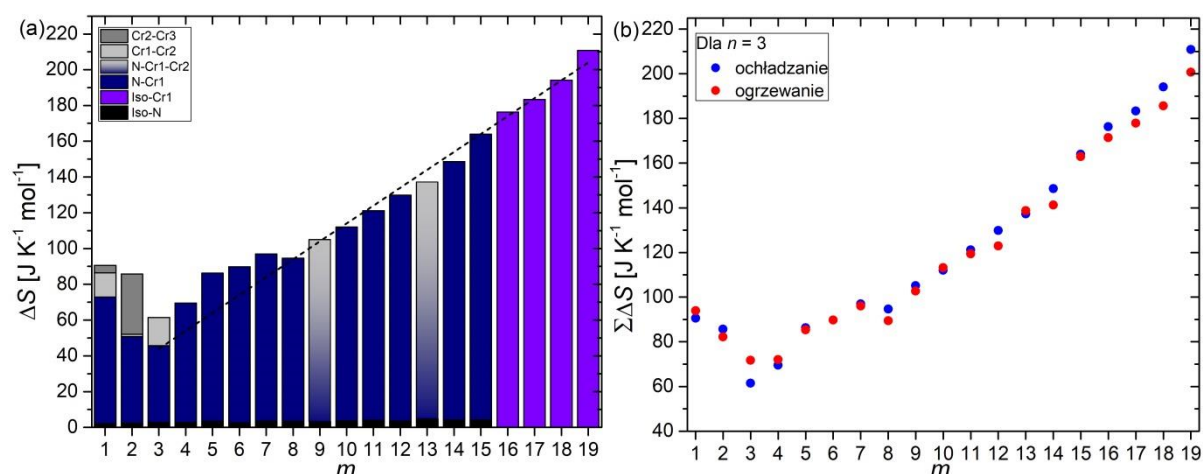 (a)
Cr2-Cr3
Cr1-Cr2
N-Cr1-Cr2
N-Cr1
Iso-Cr1
Iso-N
ΔS [J K⁻¹ mol⁻¹]
220
200
180
160
140
120
100
80
60
40
20
0
1 2 3 4 5 6 7 8 9 10 11 12 13 14 15 16 17 18 19
m
(b)
Dla n = 3
ochładzanie
ogrzewanie
ΣΔS [J K⁻¹ mol⁻¹]
220
200
180
160
140
120
100
80
60
40
1 2 3 4 5 6 7 8 9 10 11 12 13 14 15 16 17 18 19
m